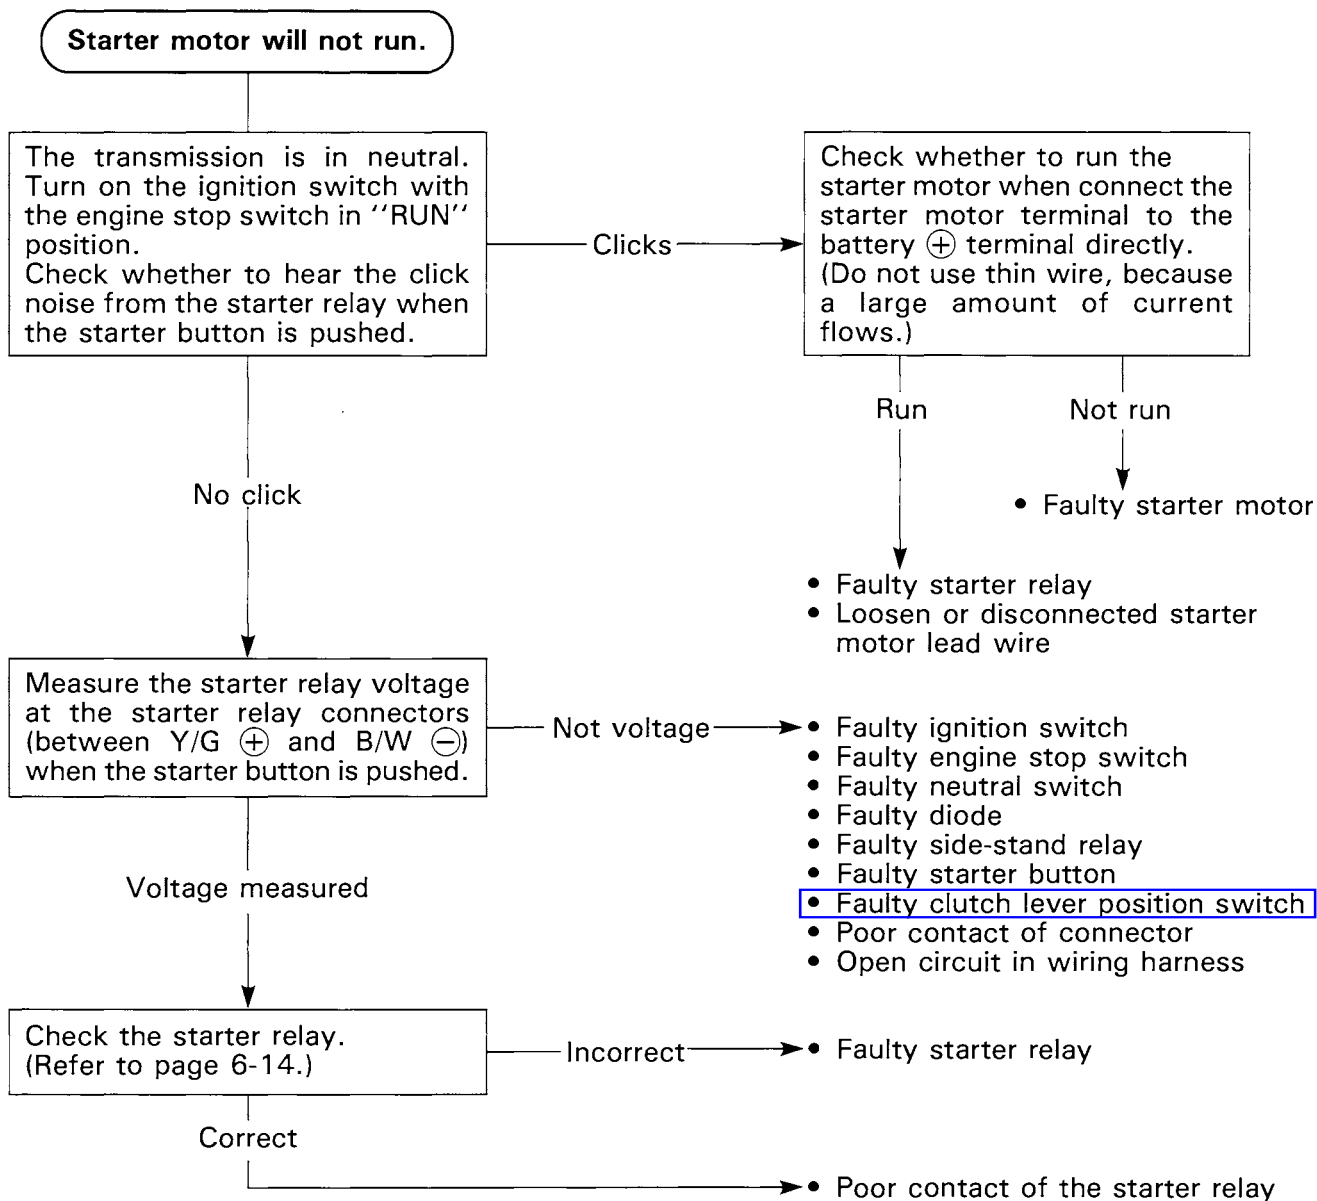 Starter motor will not run.
The transmission is in neutral.
Turn on the ignition switch with
the engine stop switch in "RUN"
position.
Check whether to hear the click
noise from the starter relay when
the starter button is pushed.
Clicks
Check whether to run the
starter motor when connect the
starter motor terminal to the
battery ⊕ terminal directly.
(Do not use thin wire, because
a large amount of current
flows.)
Run
Not run
• Faulty starter motor
• Faulty starter relay
• Loosen or disconnected starter
motor lead wire
No click
Measure the starter relay voltage
at the starter relay connectors
(between Y/G ⊕ and B/W ⊖)
when the starter button is pushed.
Not voltage
• Faulty ignition switch
• Faulty engine stop switch
• Faulty neutral switch
• Faulty diode
• Faulty side-stand relay
• Faulty starter button
• Faulty clutch lever position switch
• Poor contact of connector
• Open circuit in wiring harness
Voltage measured
Check the starter relay.
(Refer to page 6-14.)
Incorrect
• Faulty starter relay
Correct
• Poor contact of the starter relay